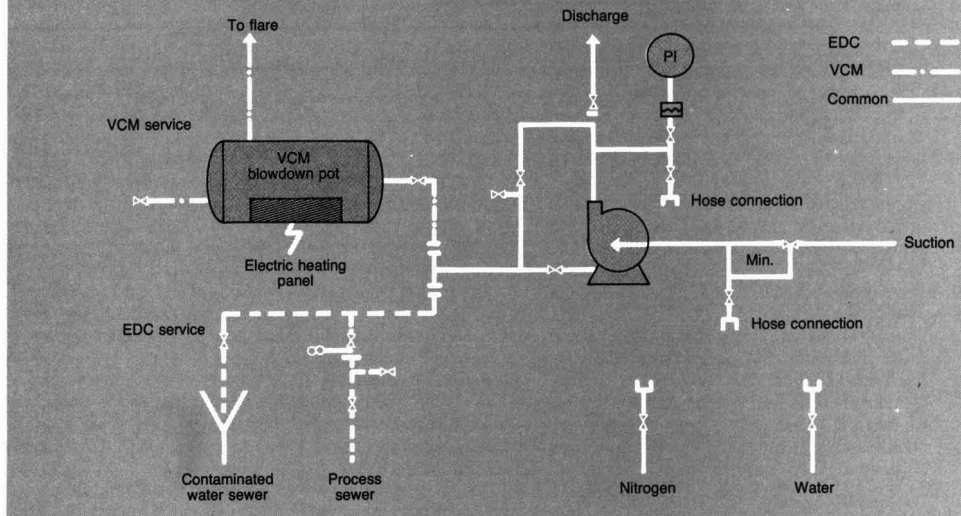 To flare
Discharge
PI
EDC
VCM
Common
VCM service
VCM
blowdown pot
Hose connection
Suction
Min.
Electric heating
panel
Hose connection
EDC service
Contaminated
water sewer
Process
sewer
Nitrogen
Water